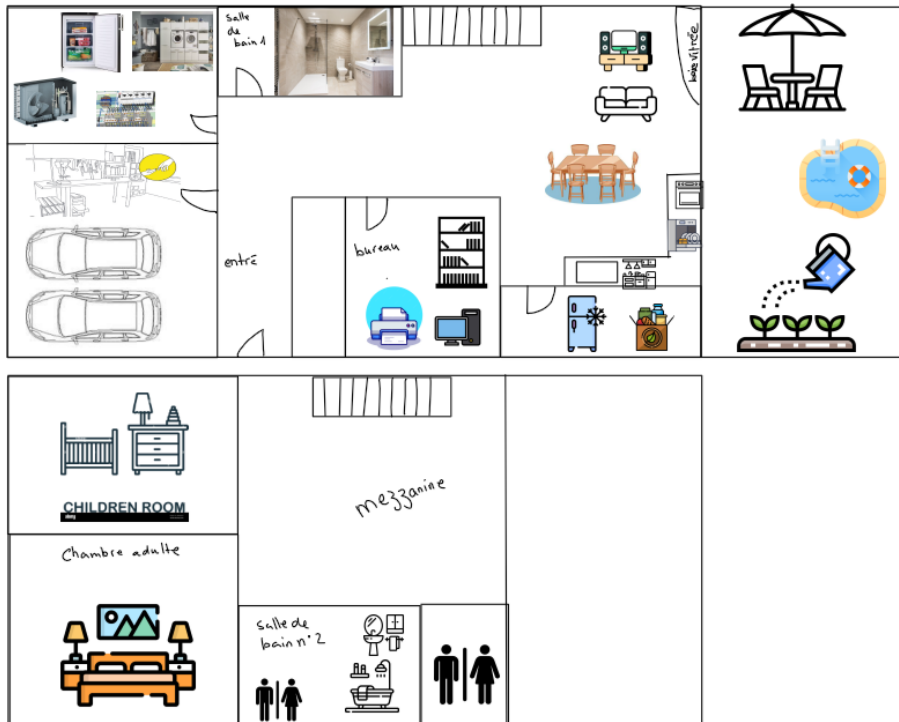 salle
de
bain 1
baie vitrée
entré
bureau
CHILDREN ROOM
mezzanine
Chambre adulte
salle de
bain n°2